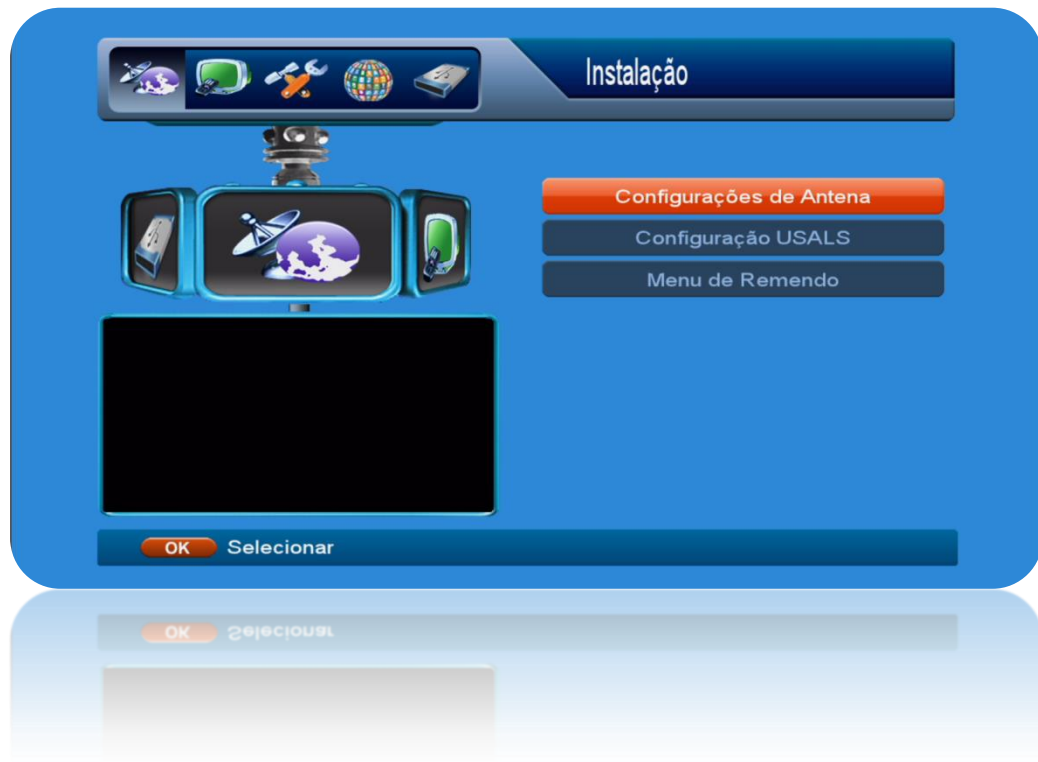 Instalação
Configurações de Antena
Configuração USALS
Menu de Remendo
OK Selecionar